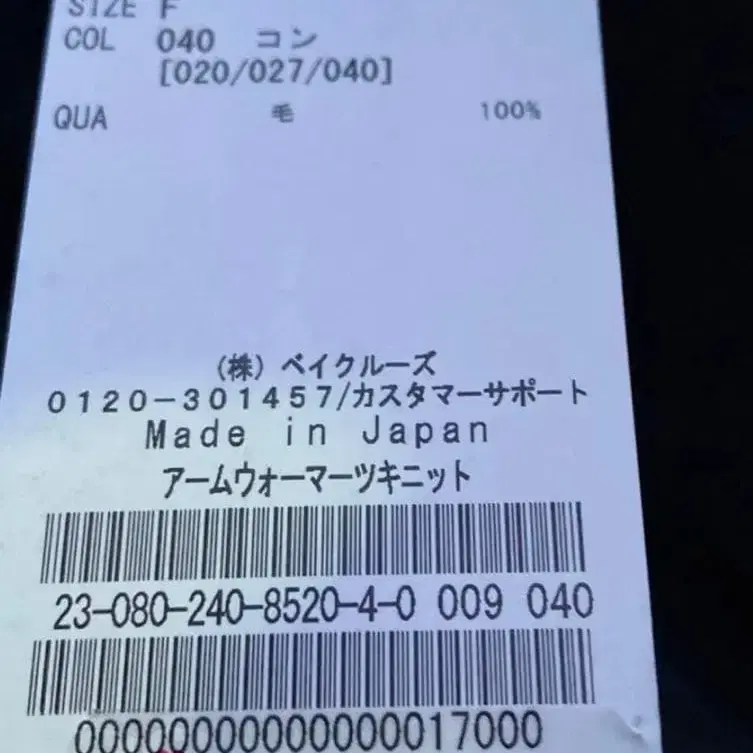 SIZE F
COL 040 コン
[020/027/040]
QUA 毛 100%
(株) ベイクルーズ
0120-301457/カスタマーサポート
Made in Japan
アームウォーマーツキニット
23-080-240-8520-4-0 009 040
00000000000000017000